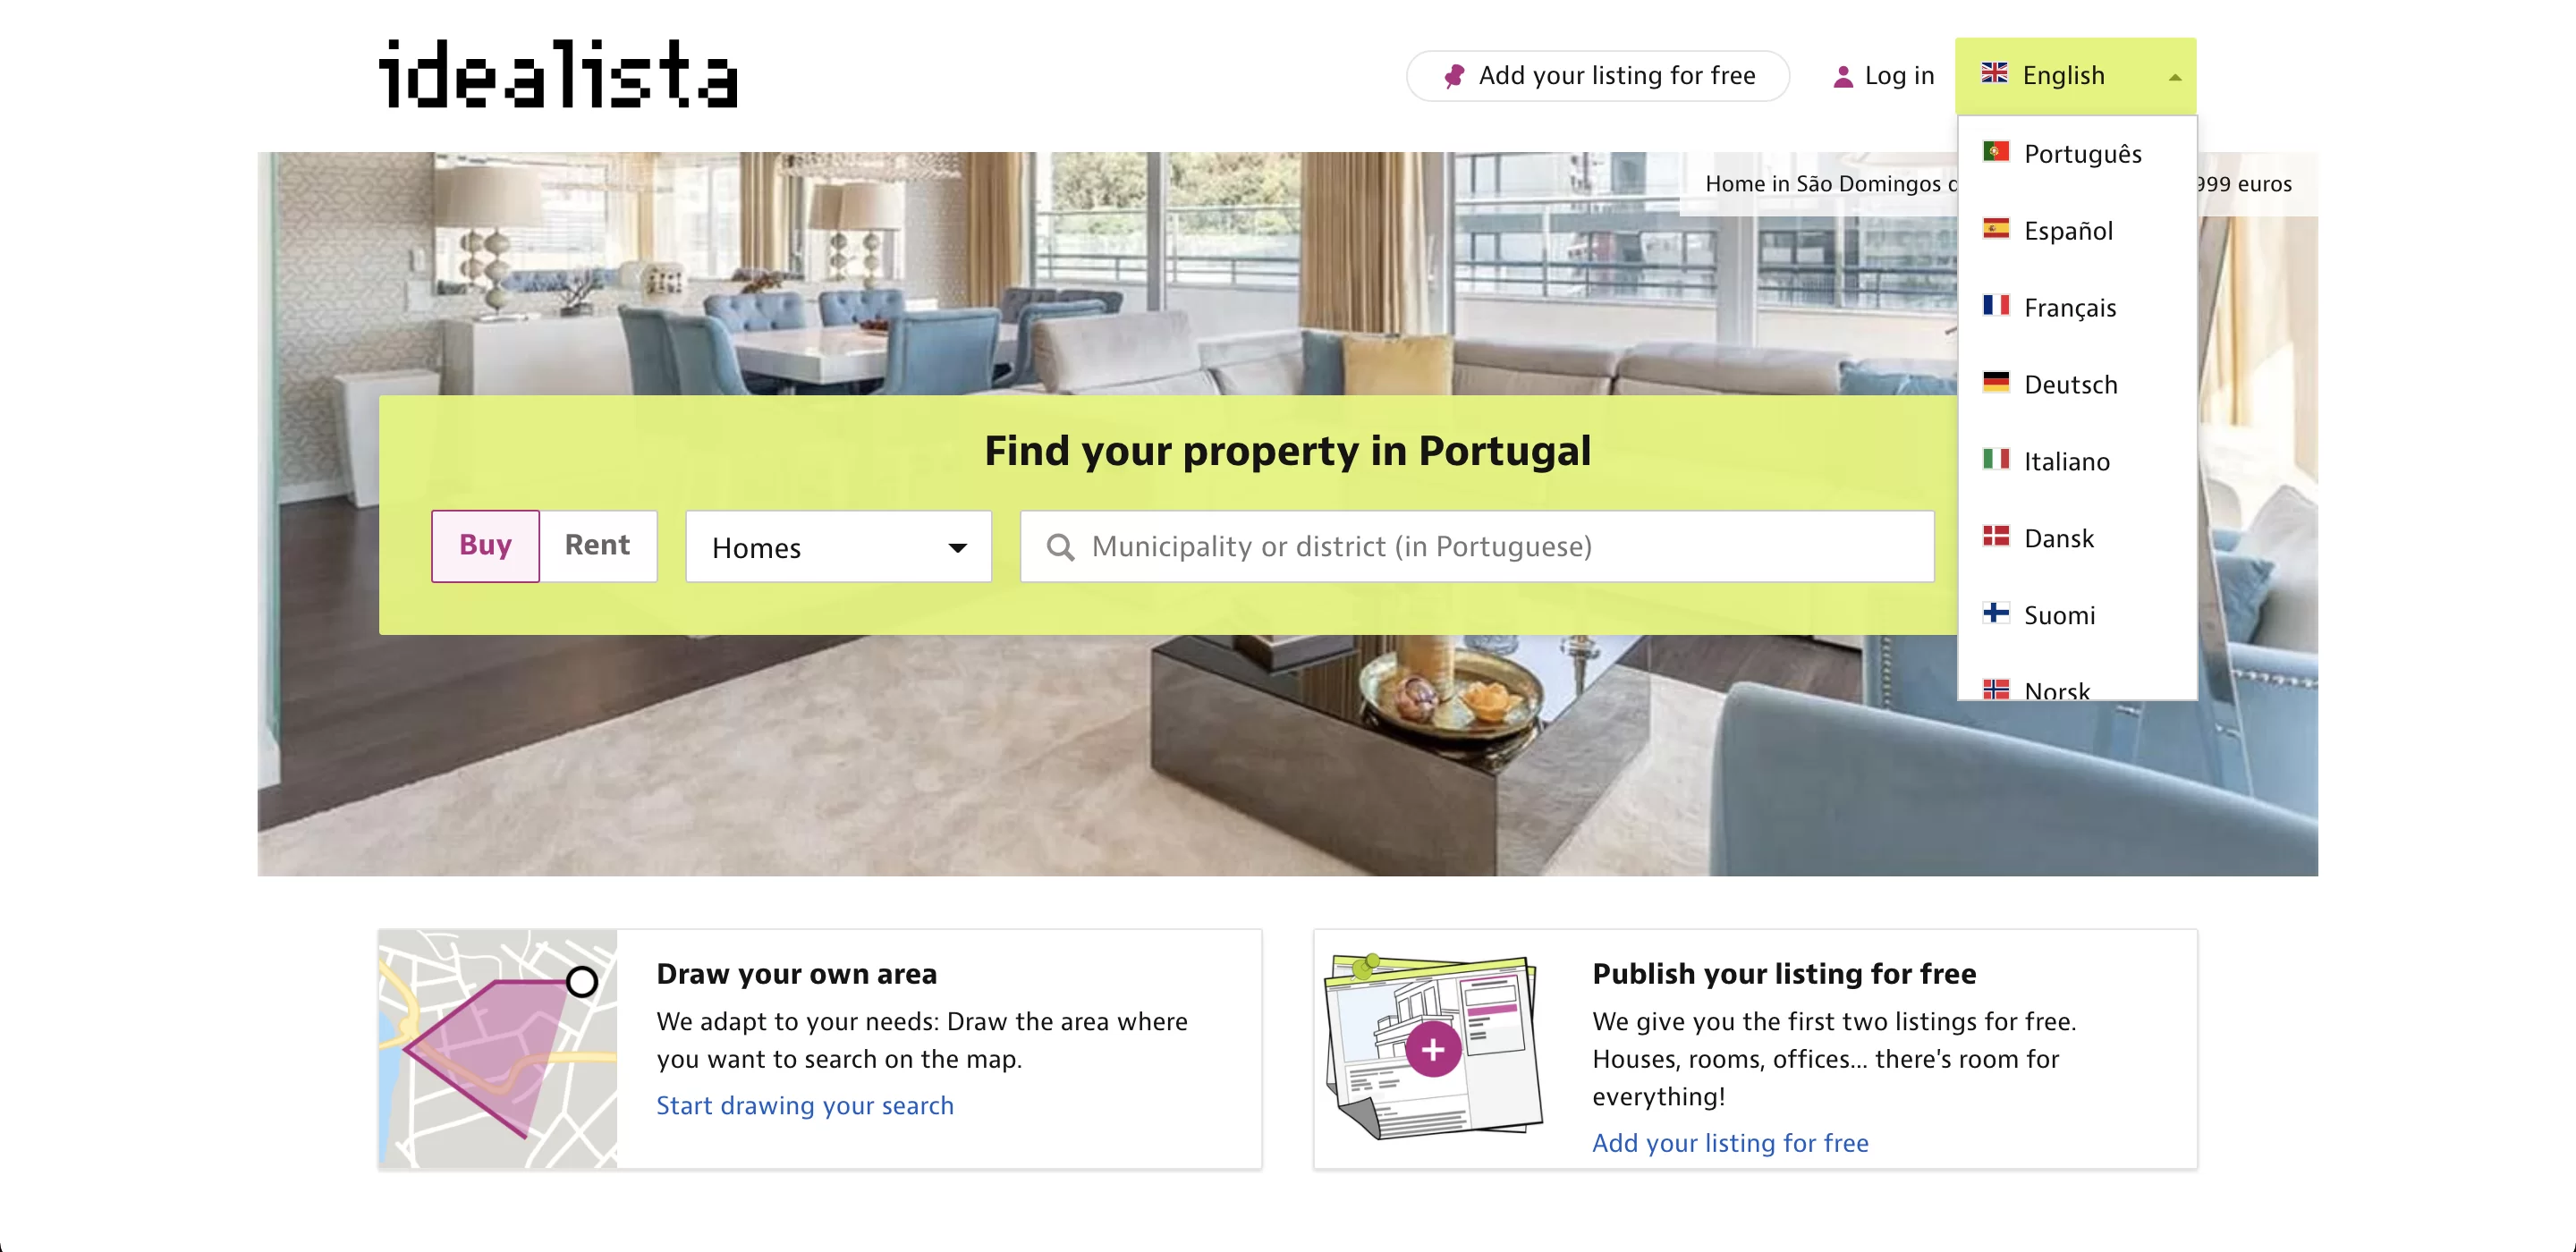 idealista
Add your listing for free
Log in
English
Português
Español
Français
Deutsch
Italiano
Dansk
Suomi
Norsk
Home in São Domingos
999 euros
Find your property in Portugal
Buy
Rent
Homes
Municipality or district (in Portuguese)
Draw your own area
We adapt to your needs: Draw the area where
you want to search on the map.
Start drawing your search
Publish your listing for free
We give you the first two listings for free.
Houses, rooms, offices... there's room for
everything!
Add your listing for free